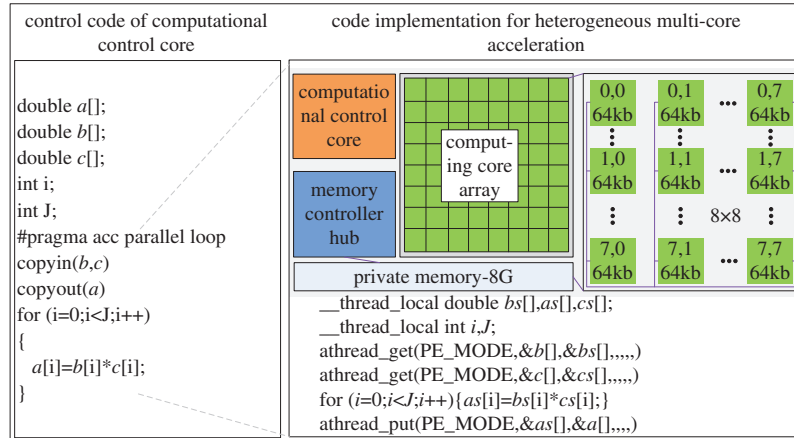 control code of computational
control core
double a[];
double b[];
double c[];
int i;
int J;
#pragma acc parallel loop
copyin(b,c)
copyout(a)
for (i=0;i<J;i++)
{
a[i]=b[i]*c[i];
}
code implementation for heterogeneous multi-core
acceleration
computatio
nal control
core
memory
controller
hub
comput-
ing core
array
private memory-8G
0,0 0,1 ••• 0,7
64kb 64kb 64kb
1,0 1,1 ••• 1,7
64kb 64kb 64kb
8×8
7,0 7,1 ••• 7,7
64kb 64kb 64kb
__thread_local double bs[],as[],cs[];
__thread_local int i,J;
athread_get(PE_MODE,&b[],&bs[],,,,,)
athread_get(PE_MODE,&c[],&cs[],,,,,)
for (i=0;i<J;i++){as[i]=bs[i]*cs[i];}
athread_put(PE_MODE,&as[],&a[],,,,)